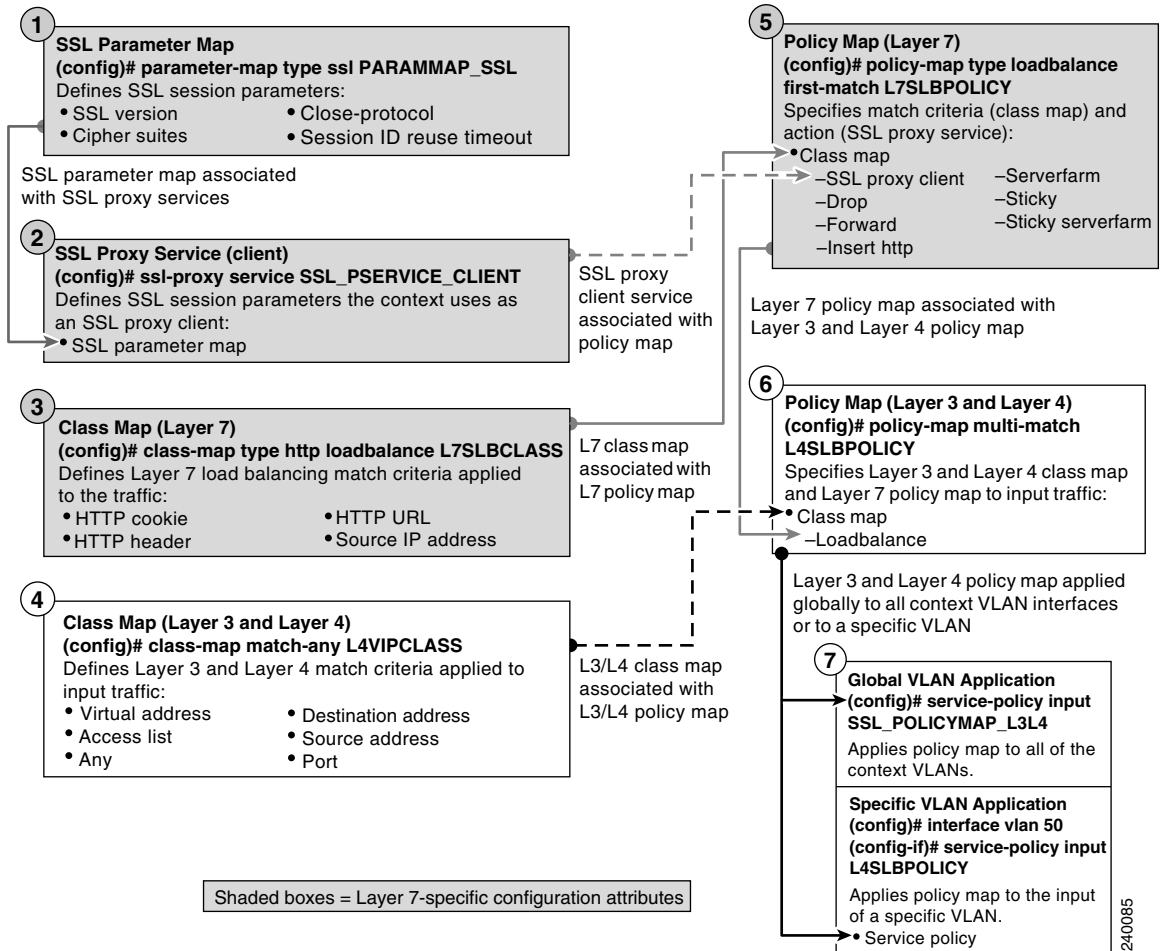 1
SSL Parameter Map
(config)# parameter-map type ssl PARAMMAP_SSL
Defines SSL session parameters:
• SSL version
• Cipher suites
• Close-protocol
• Session ID reuse timeout
SSL parameter map associated
with SSL proxy services
2
SSL Proxy Service (client)
(config)# ssl-proxy service SSL_PSERVICE_CLIENT
Defines SSL session parameters the context uses as
an SSL proxy client:
• SSL parameter map
SSL proxy
client service
associated with
policy map
3
Class Map (Layer 7)
(config)# class-map type http loadbalance L7SLBCLASS
Defines Layer 7 load balancing match criteria applied
to the traffic:
• HTTP cookie
• HTTP header
• HTTP URL
• Source IP address
L7 class map
associated with
L7 policy map
4
Class Map (Layer 3 and Layer 4)
(config)# class-map match-any L4VIPCLASS
Defines Layer 3 and Layer 4 match criteria applied to
input traffic:
• Virtual address
• Access list
• Any
• Destination address
• Source address
• Port
L3/L4 class map
associated with
L3/L4 policy map
5
Policy Map (Layer 7)
(config)# policy-map type loadbalance
first-match L7SLBPOLICY
Specifies match criteria (class map) and
action (SSL proxy service):
• Class map
–SSL proxy client
–Drop
–Forward
–Insert http
–Serverfarm
–Sticky
–Sticky serverfarm
Layer 7 policy map associated with
Layer 3 and Layer 4 policy map
6
Policy Map (Layer 3 and Layer 4)
(config)# policy-map multi-match
L4SLBPOLICY
Specifies Layer 3 and Layer 4 class map
and Layer 7 policy map to input traffic:
• Class map
–Loadbalance
Layer 3 and Layer 4 policy map applied
globally to all context VLAN interfaces
or to a specific VLAN
7
Global VLAN Application
(config)# service-policy input
SSL_POLICYMAP_L3L4
Applies policy map to all of the
context VLANs.
Specific VLAN Application
(config)# interface vlan 50
(config-if)# service-policy input
L4SLBPOLICY
Applies policy map to the input
of a specific VLAN.
• Service policy
Shaded boxes = Layer 7-specific configuration attributes
240085